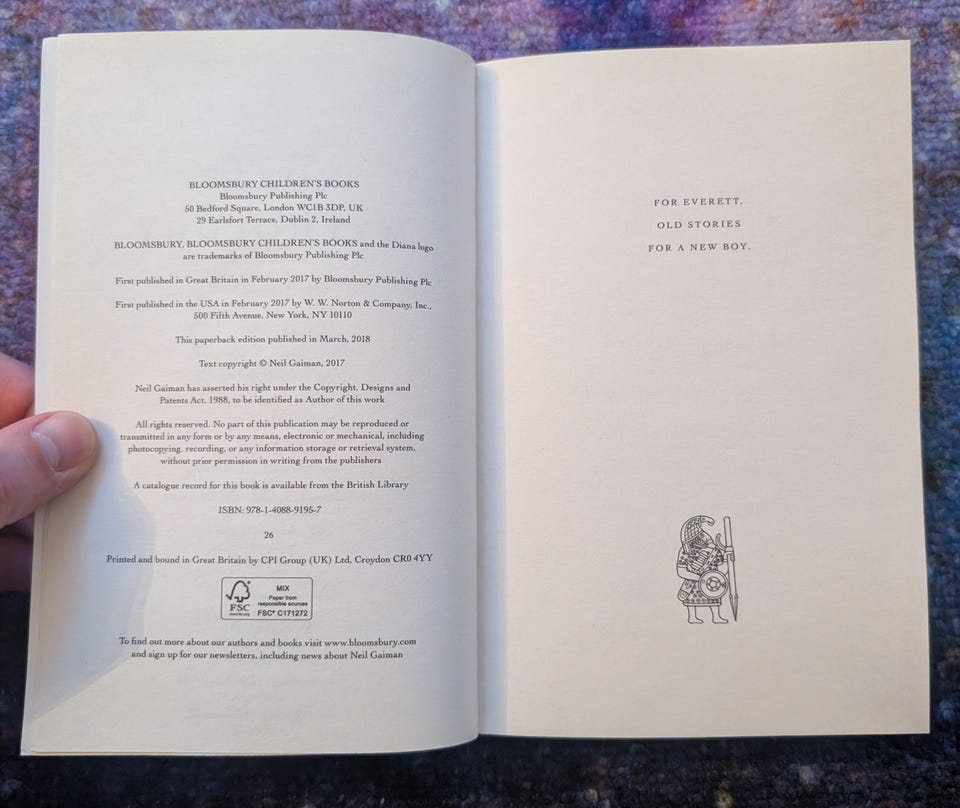 BLOOMSBURY CHILDREN'S BOOKS
Bloomsbury Publishing Plc
50 Bedford Square, London WC1B 3DP, UK
29 Earlsfort Terrace, Dublin 2, Ireland
BLOOMSBURY, BLOOMSBURY CHILDREN'S BOOKS and the Diana logo
are trademarks of Bloomsbury Publishing Plc
First published in Great Britain in February 2017 by Bloomsbury Publishing Plc
First published in the USA in February 2017 by W. W. Norton & Company, Inc.,
500 Fifth Avenue, New York, NY 10110
This paperback edition published in March, 2018
Text copyright © Neil Gaiman, 2017
Neil Gaiman has asserted his right under the Copyright, Designs and
Patents Act, 1988, to be identified as Author of this work
All rights reserved. No part of this publication may be reproduced or
transmitted in any form or by any means, electronic or mechanical, including
photocopying, recording, or any information storage or retrieval system,
without prior permission in writing from the publishers
A catalogue record for this book is available from the British Library
ISBN: 978-1-4088-9195-7
26
Printed and bound in Great Britain by CPI Group (UK) Ltd, Croydon CR0 4YY
FSC
www.fsc.org
MIX
Paper from
responsible sources
FSC® C171272
To find out more about our authors and books visit www.bloomsbury.com
and sign up for our newsletters, including news about Neil Gaiman
FOR EVERETT,
OLD STORIES
FOR A NEW BOY.